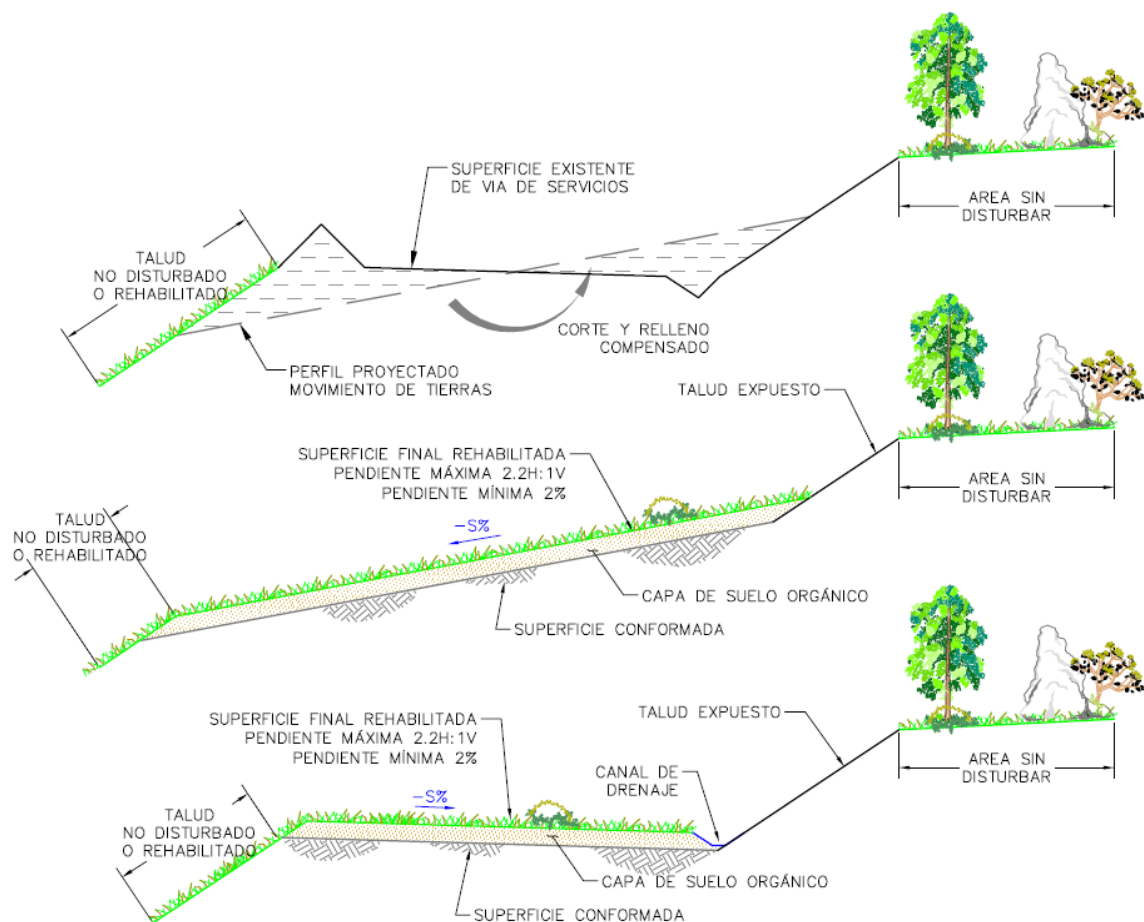 SUPERFICIE EXISTENTE
DE VIA DE SERVICIOS
AREA SIN
DISTURBAR
TALUD
NO DISTURBADO
O REHABILITADO
CORTE Y RELLENO
COMPENSADO
PERFIL PROYECTADO
MOVIMIENTO DE TIERRAS
TALUD EXPUESTO
SUPERFICIE FINAL REHABILITADA
PENDIENTE MÁXIMA 2.2H:1V
PENDIENTE MÍNIMA 2%
AREA SIN
DISTURBAR
-S%
TALUD
NO DISTURBADO
O REHABILITADO
CAPA DE SUELO ORGÁNICO
SUPERFICIE CONFORMADA
SUPERFICIE FINAL REHABILITADA
PENDIENTE MÁXIMA 2.2H:1V
PENDIENTE MÍNIMA 2%
TALUD EXPUESTO
AREA SIN
DISTURBAR
CANAL DE
DRENAJE
-S%
TALUD
NO DISTURBADO
O REHABILITADO
CAPA DE SUELO ORGÁNICO
SUPERFICIE CONFORMADA